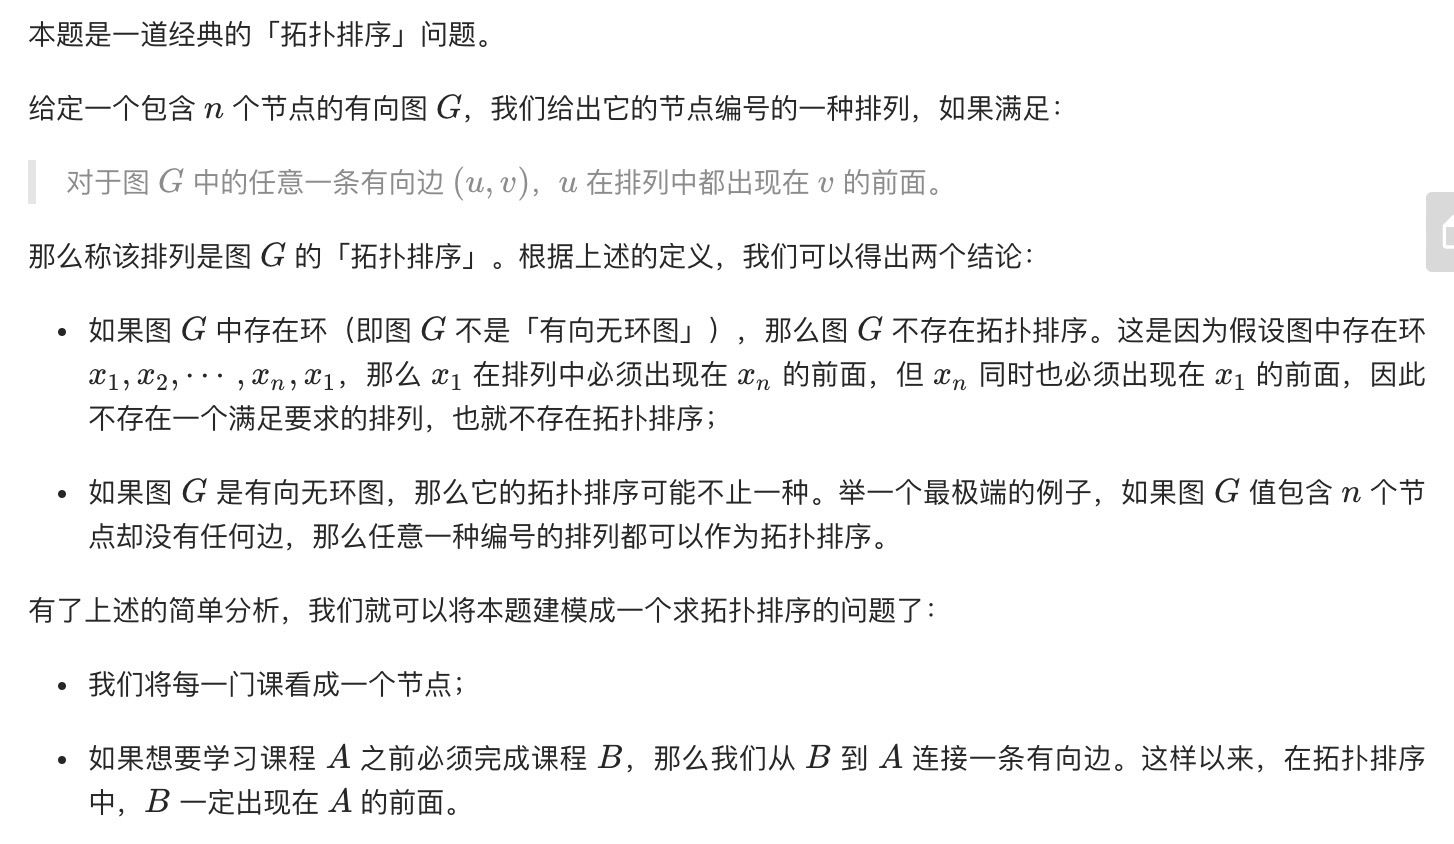 本题是一道经典的「拓扑排序」问题。
给定一个包含 n 个节点的有向图 G，我们给出它的节点编号的一种排列，如果满足：
对于图 G 中的任意一条有向边 (u, v)，u 在排列中都出现在 v 的前面。
那么称该排列是图 G 的「拓扑排序」。根据上述的定义，我们可以得出两个结论：
• 如果图 G 中存在环（即图 G 不是「有向无环图」），那么图 G 不存在拓扑排序。这是因为假设图中存在环
x₁, x₂, ⋯ , xₙ, x₁，那么 x₁ 在排列中必须出现在 xₙ 的前面，但 xₙ 同时也必须出现在 x₁ 的前面，因此
不存在一个满足要求的排列，也就不存在拓扑排序；
• 如果图 G 是有向无环图，那么它的拓扑排序可能不止一种。举一个最极端的例子，如果图 G 值包含 n 个节
点却没有任何边，那么任意一种编号的排列都可以作为拓扑排序。
有了上述的简单分析，我们就可以将本题建模成一个求拓扑排序的问题了：
• 我们将每一门课看成一个节点；
• 如果想要学习课程 A 之前必须完成课程 B，那么我们从 B 到 A 连接一条有向边。这样以来，在拓扑排序
中，B 一定出现在 A 的前面。